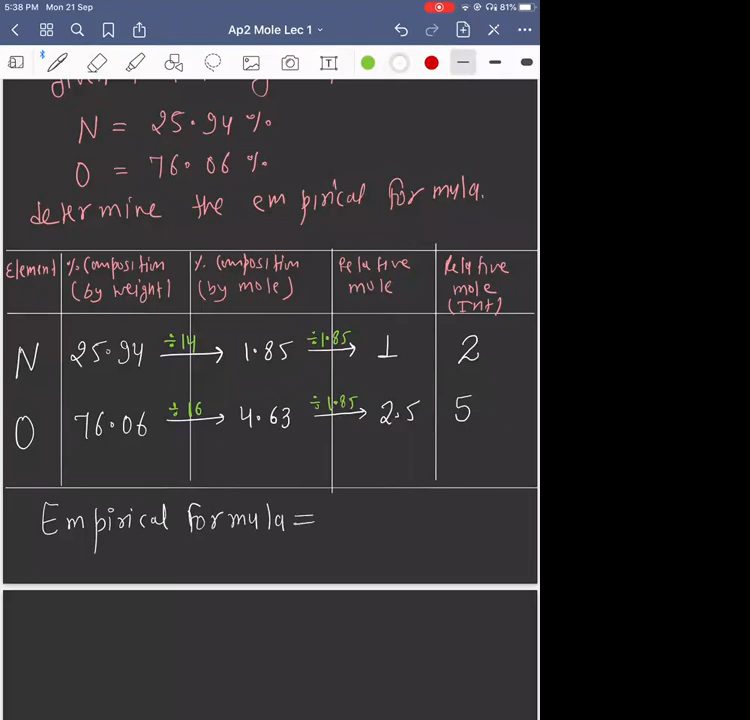 5:38 PM Mon 21 Sep 81%
Ap2 Mole Lec 1
N = 25.94 %
O = 76.06 %
determine the empirical formula.
Element % Composition (by weight) % Composition (by mole) Relative mole Relative mole (Int)
÷14 ÷1.85
N 25.94 → 1.85 → 1 2
÷16 ÷1.85
O 76.06 → 4.63 → 2.5 5
Empirical formula =